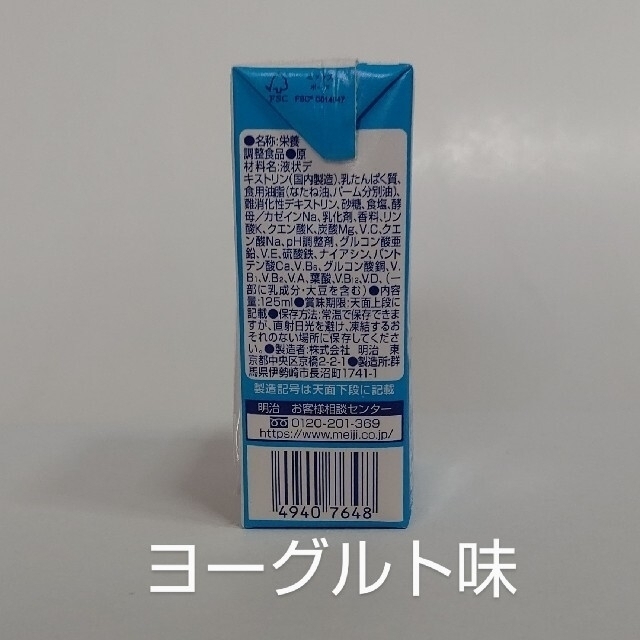 FSC
●名称:栄養
調整食品●原
材料名:液状デ
キストリン(国内製造)、乳たんぱく質、
食用油脂(なたね油、パーム分別油)、
難消化性デキストリン、砂糖、食塩、酵
母/カゼインNa、乳化剤、香料、リン
酸K、クエン酸K、炭酸Mg、V.C、クエ
ン酸Na、pH調整剤、グルコン酸亜
鉛、V.E、硫酸鉄、ナイアシン、パント
テン酸Ca、V.B₆、グルコン酸銅、V.
B₁、V.B₂、V.A、葉酸、V.B₁₂、V.D、(一
部に乳成分・大豆を含む)●内容
量:125ml●賞味期限:天面上段に
記載●保存方法:常温で保存できま
すが、直射日光を避け、凍結するお
それのない場所に保存してくださ
い。●製造者:株式会社 明治 東
京都中央区京橋2-2-1●製造所:群
馬県伊勢崎市長沼町1741-1
製造記号は天面下段に記載
明治 お客様相談センター
0120-201-369
https://www.meiji.co.jp/
4940 7648
ヨーグルト味